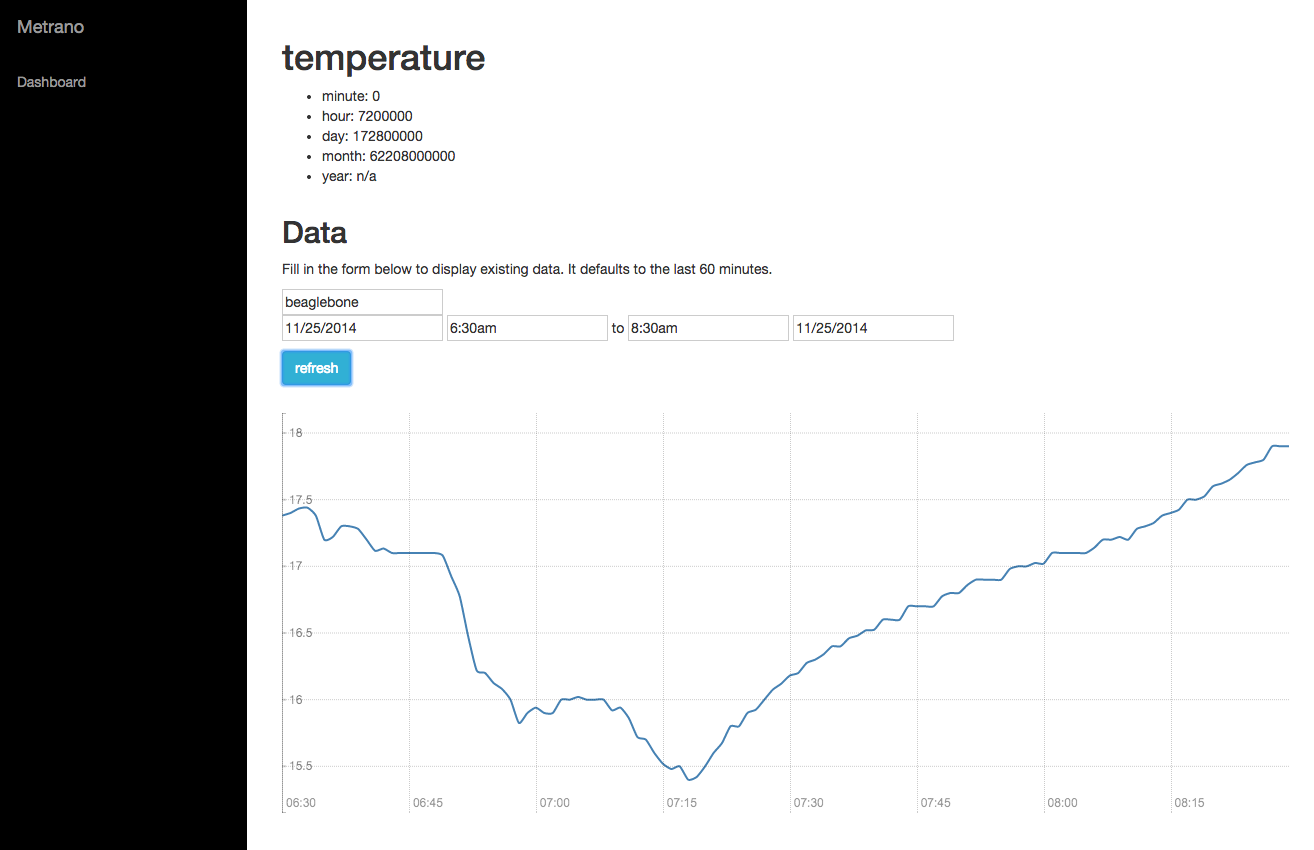 Metrano
Dashboard
temperature
minute: 0
hour: 7200000
day: 172800000
month: 62208000000
year: n/a
Data
Fill in the form below to display existing data. It defaults to the last 60 minutes.
beaglebone
11/25/2014 6:30am to 8:30am 11/25/2014
refresh
18
17.5
17
16.5
16
15.5
06:30 06:45 07:00 07:15 07:30 07:45 08:00 08:15